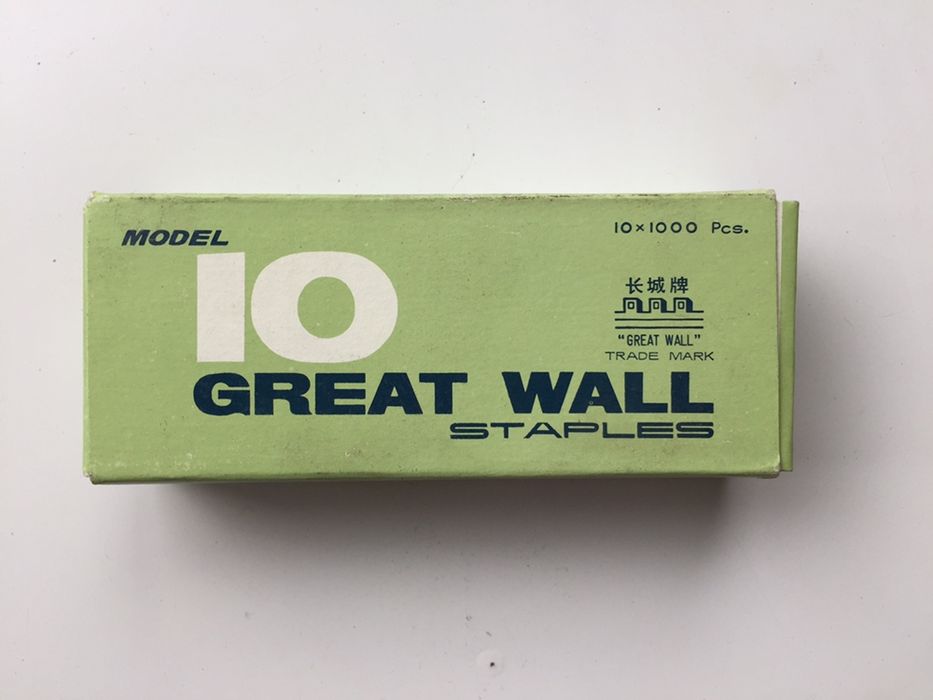 MODEL
10×1000 Pcs.
10
长城牌
"GREAT WALL"
TRADE MARK
GREAT WALL
STAPLES